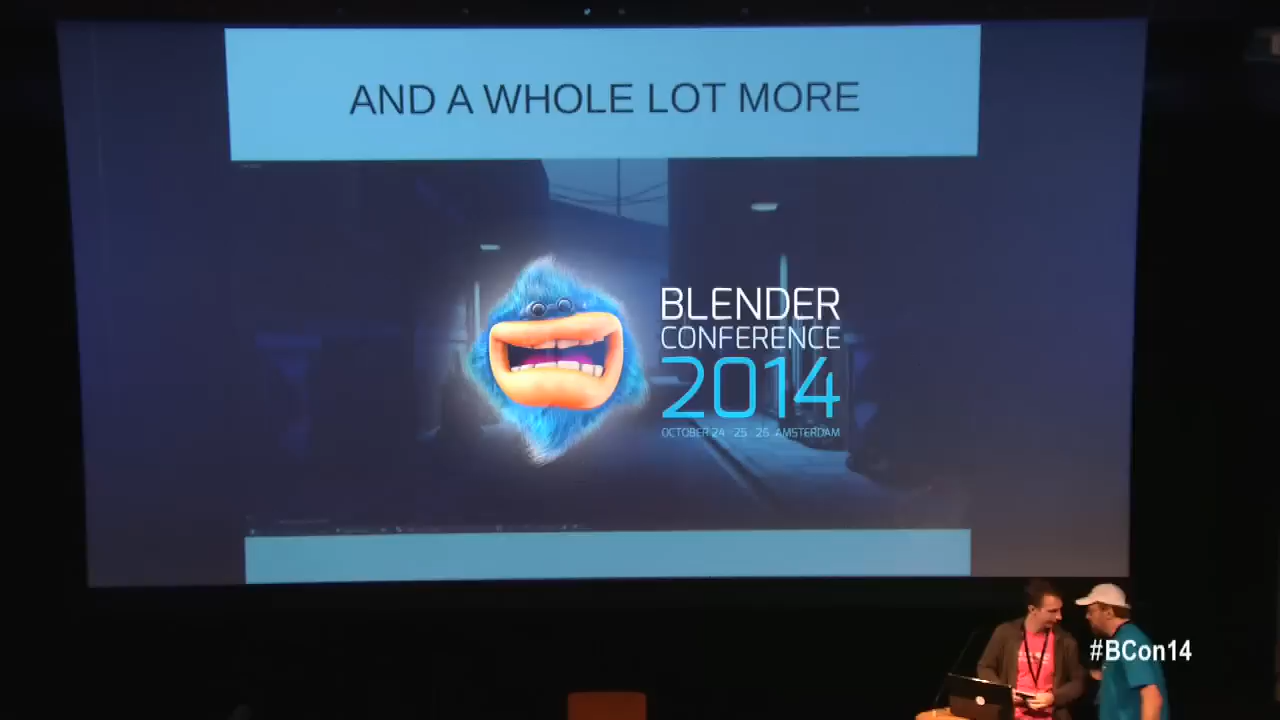 AND A WHOLE LOT MORE
BLENDER
CONFERENCE
2014
OCTOBER 24 · 25 · 26 AMSTERDAM
#BCon14